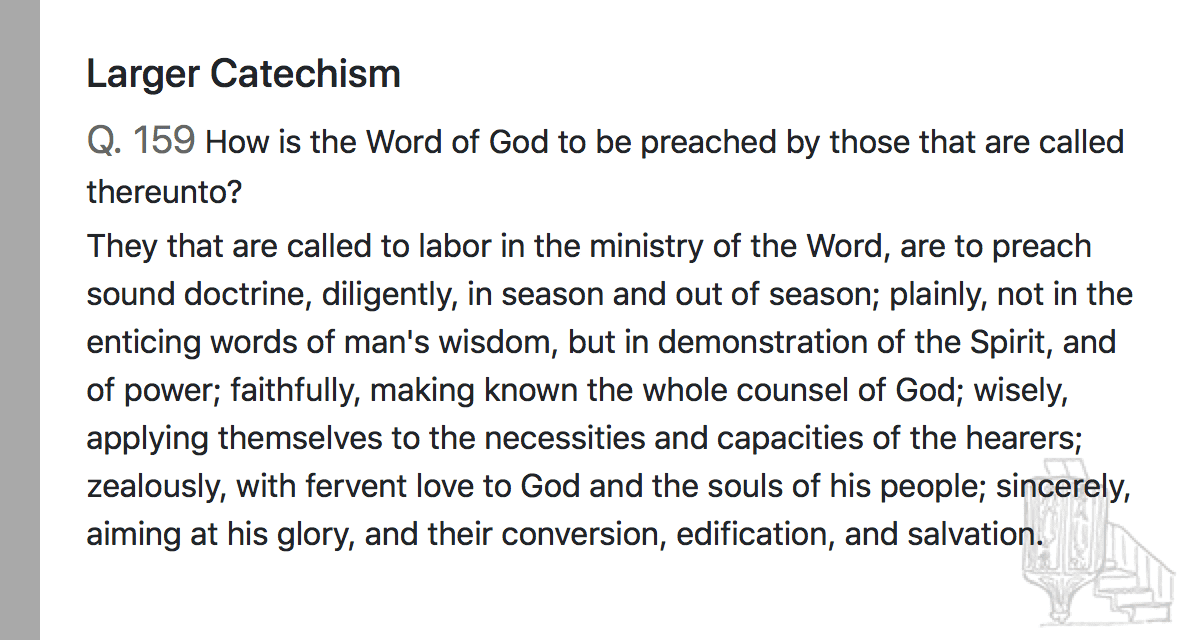 Larger Catechism
Q. 159 How is the Word of God to be preached by those that are called
thereunto?
They that are called to labor in the ministry of the Word, are to preach
sound doctrine, diligently, in season and out of season; plainly, not in the
enticing words of man's wisdom, but in demonstration of the Spirit, and
of power; faithfully, making known the whole counsel of God; wisely,
applying themselves to the necessities and capacities of the hearers;
zealously, with fervent love to God and the souls of his people; sincerely,
aiming at his glory, and their conversion, edification, and salvation.